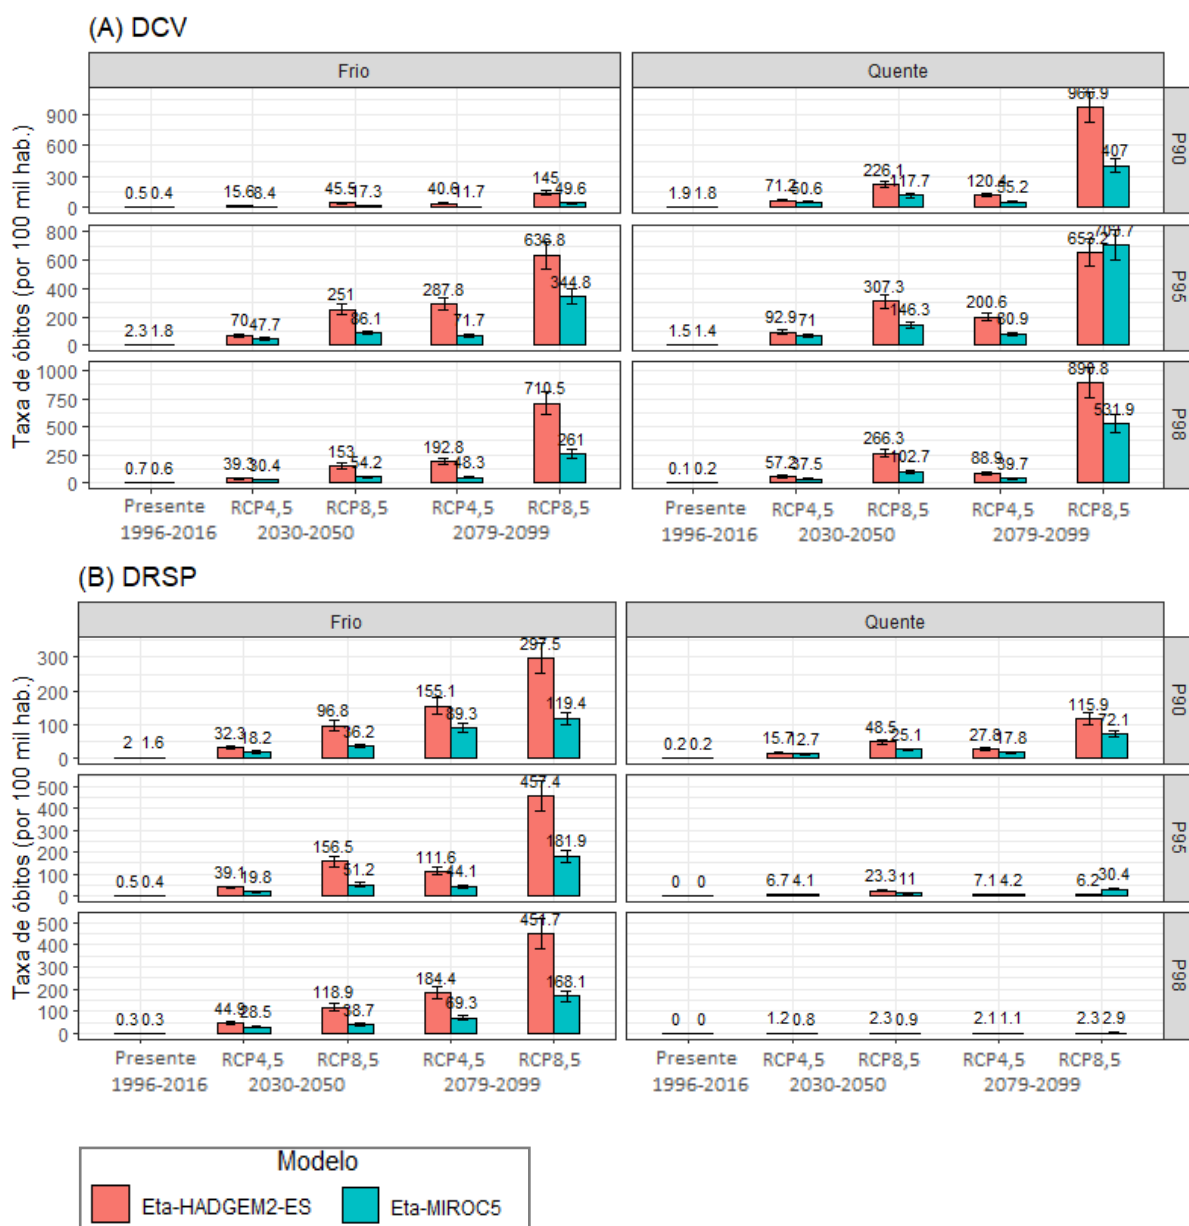 (A) DCV
Frio
Quente
Taxa de óbitos (por 100 mil hab.)
900
600
300
0
0.5 0.4 15.6 8.4 45.5 17.3 40.6 11.7 145 49.6
1.9 1.8 71.2 50.6 226.1 117.7 120.4 55.2 966.9 407
P90
800
600
400
200
0
2.3 1.8 70 47.7 251 86.1 287.8 71.7 636.8 344.8
1.5 1.4 92.9 71 307.3 146.3 200.6 80.9 653.2
P95
1000
750
500
250
0
0.7 0.6 39.3 30.4 153 54.2 192.8 48.3 710.5 261
0.1 0.2 57.2 37.5 266.3 102.7 88.9 39.7 531.9
P98
Presente RCP4,5 RCP8,5 RCP4,5 RCP8,5
1996-2016 2030-2050 2079-2099
Presente RCP4,5 RCP8,5 RCP4,5 RCP8,5
1996-2016 2030-2050 2079-2099
(B) DRSP
Frio
Quente
Taxa de óbitos (por 100 mil hab.)
300
200
100
0
2 1.6 32.3 18.2 96.8 36.2 155.1 89.3 297.5 119.4
0.2 0.2 15.7 12.7 48.5 25.1 27.8 17.8 115.9 72.1
P90
500
400
300
200
100
0
0.5 0.4 39.1 19.8 156.5 51.2 111.6 44.1 457.4 181.9
0 0 6.7 4.1 23.3 11 7.1 4.2 6.2 30.4
P95
500
400
300
200
100
0
0.3 0.3 44.9 28.5 118.9 38.7 184.4 69.3 451.7 168.1
0 0 1.2 0.8 2.3 0.9 2.1 1.1 2.3 2.9
P98
Presente RCP4,5 RCP8,5 RCP4,5 RCP8,5
1996-2016 2030-2050 2079-2099
Presente RCP4,5 RCP8,5 RCP4,5 RCP8,5
1996-2016 2030-2050 2079-2099
Modelo
Eta-HADGEM2-ES Eta-MIROC5